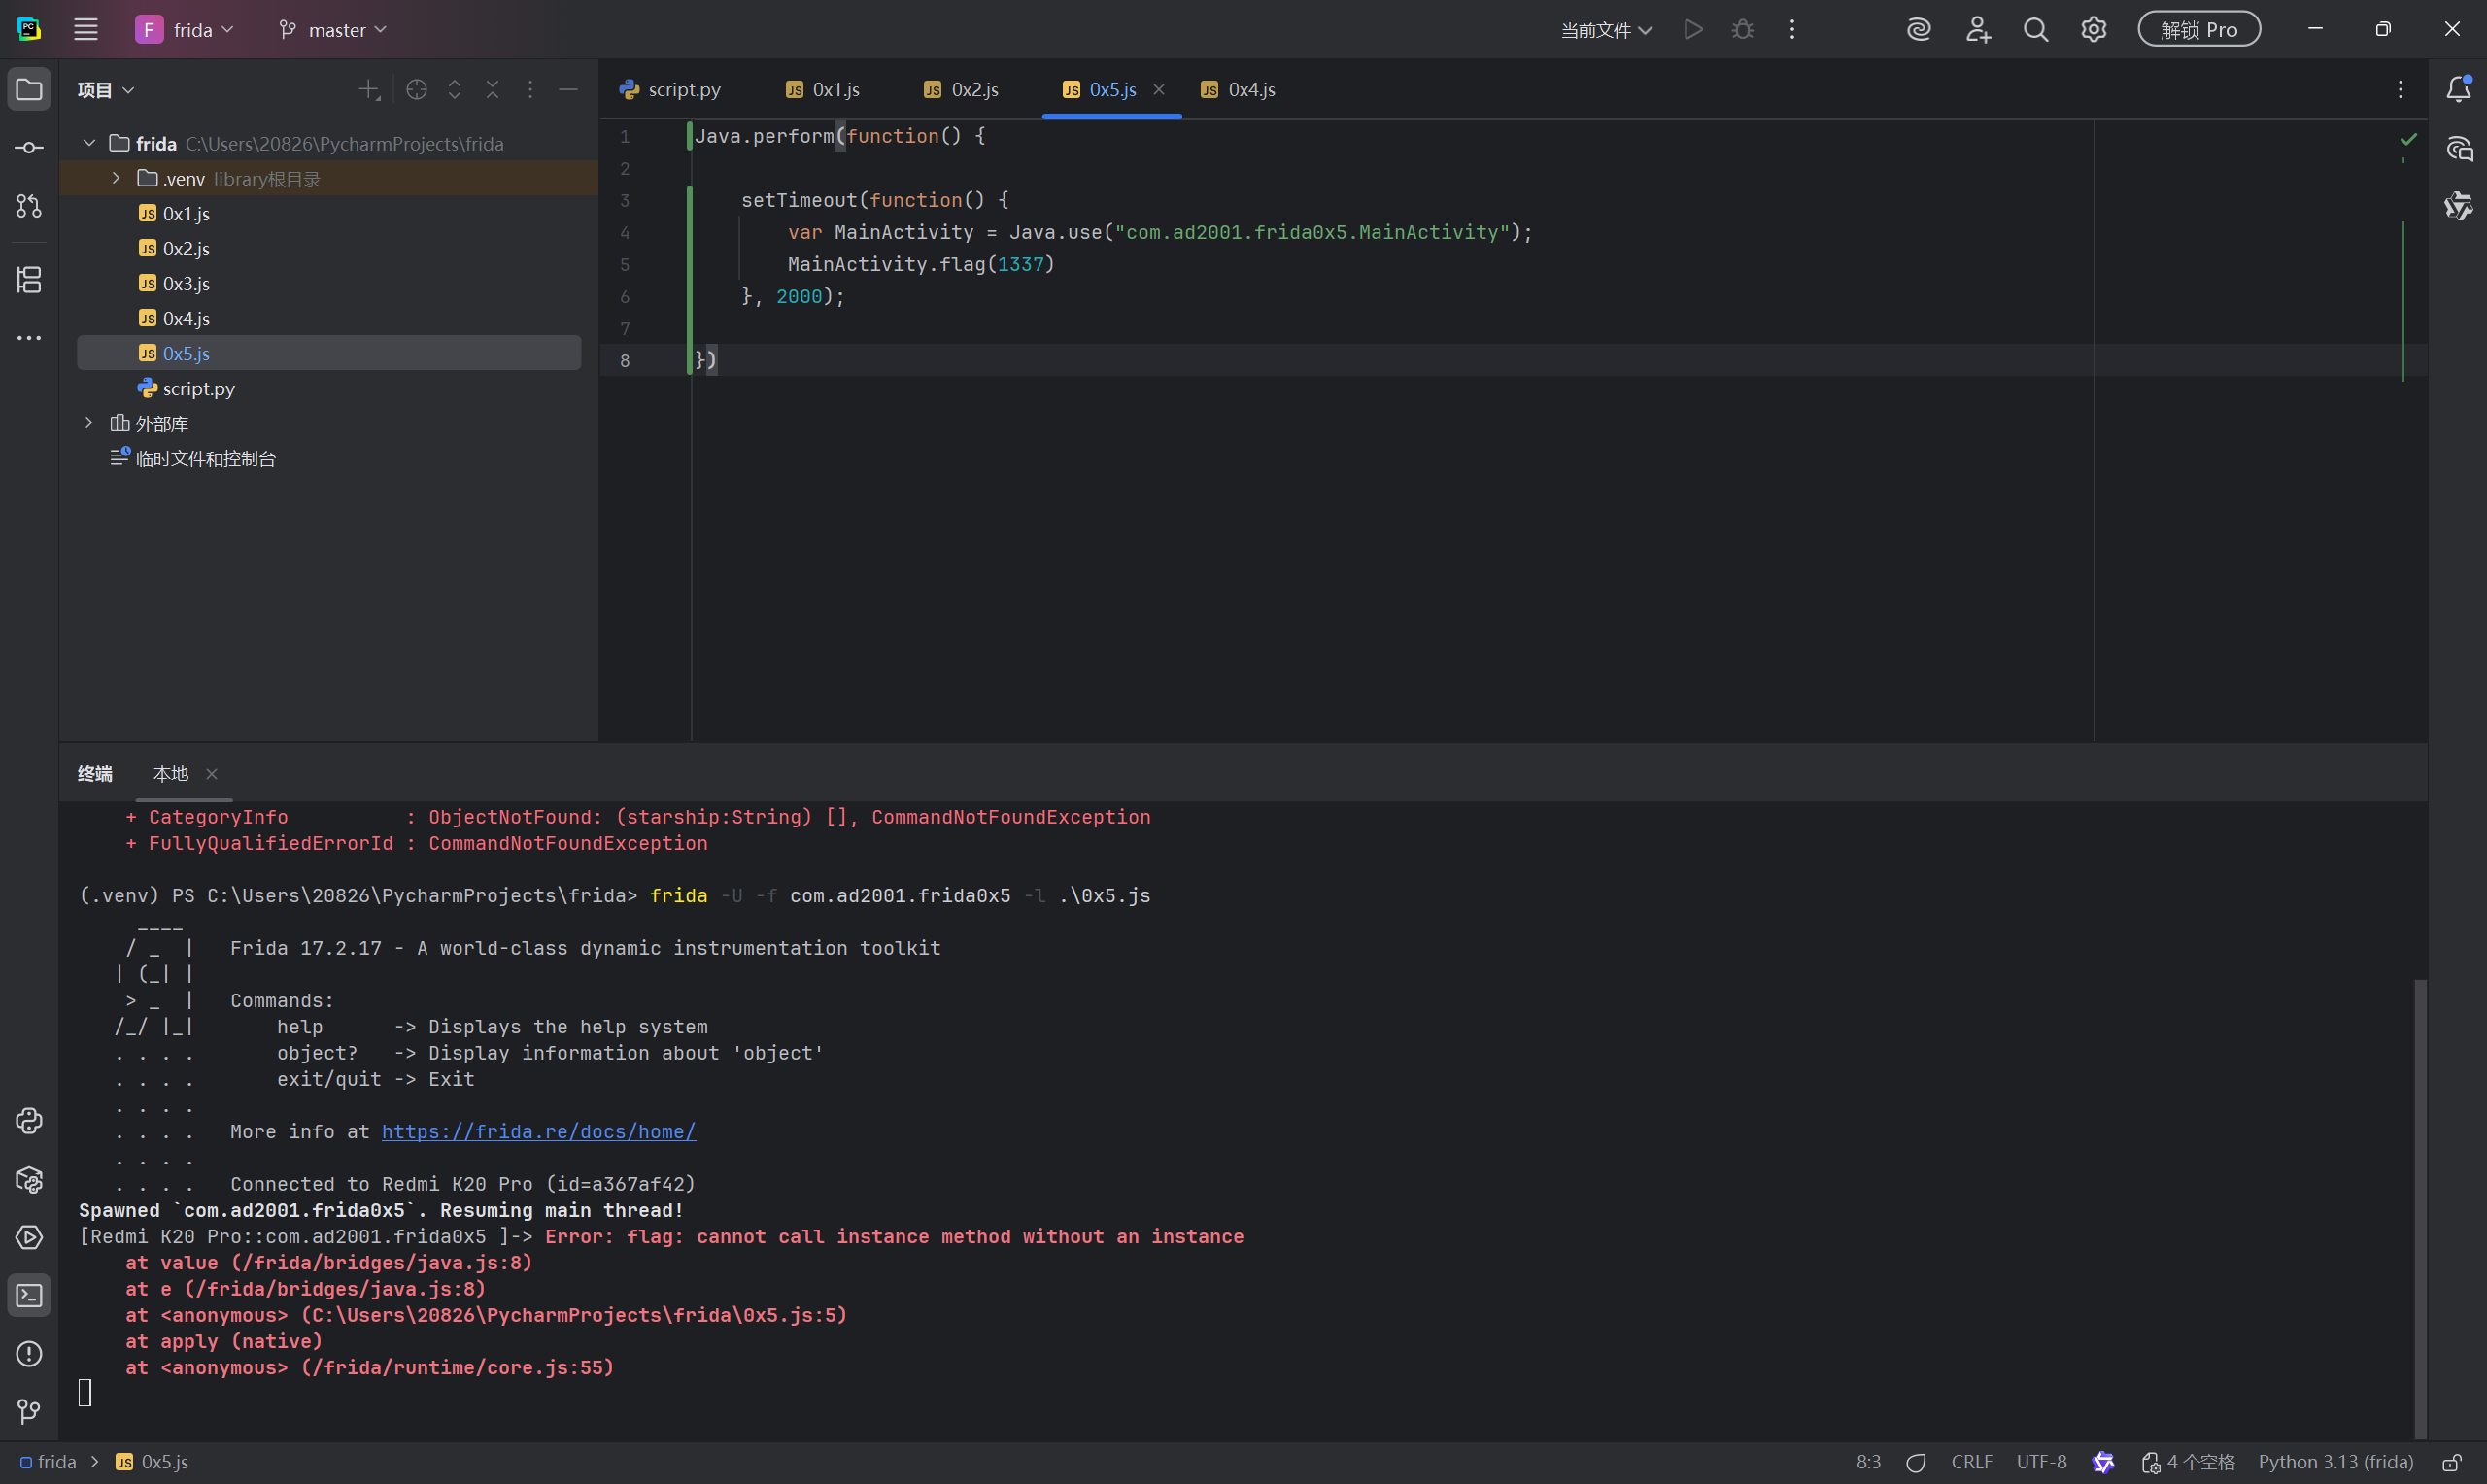 PC
F frida master 当前文件 解锁 Pro
项目
script.py 0x1.js 0x2.js 0x5.js 0x4.js
frida C:\Users\20826\PycharmProjects\frida
.venv library根目录
JS 0x1.js
JS 0x2.js
JS 0x3.js
JS 0x4.js
JS 0x5.js
script.py
外部库
临时文件和控制台
1 Java.perform(function() {
2
3 setTimeout(function() {
4 var MainActivity = Java.use("com.ad2001.frida0x5.MainActivity");
5 MainActivity.flag(1337)
6 }, 2000);
7
8 })
终端 本地
+ CategoryInfo : ObjectNotFound: (starship:String) [], CommandNotFoundException
+ FullyQualifiedErrorId : CommandNotFoundException
(.venv) PS C:\Users\20826\PycharmProjects\frida> frida -U -f com.ad2001.frida0x5 -l .\0x5.js
____
/ _ | Frida 17.2.17 - A world-class dynamic instrumentation toolkit
| (_| |
> _ | Commands:
/_/ |_| help -> Displays the help system
. . . . object? -> Display information about 'object'
. . . . exit/quit -> Exit
. . . .
. . . . More info at https://frida.re/docs/home/
. . . .
. . . . Connected to Redmi K20 Pro (id=a367af42)
Spawned `com.ad2001.frida0x5`. Resuming main thread!
[Redmi K20 Pro::com.ad2001.frida0x5 ]-> Error: flag: cannot call instance method without an instance
at value (/frida/bridges/java.js:8)
at e (/frida/bridges/java.js:8)
at <anonymous> (C:\Users\20826\PycharmProjects\frida\0x5.js:5)
at apply (native)
at <anonymous> (/frida/runtime/core.js:55)
frida > JS 0x5.js 8:3 CRLF UTF-8 4 个空格 Python 3.13 (frida)